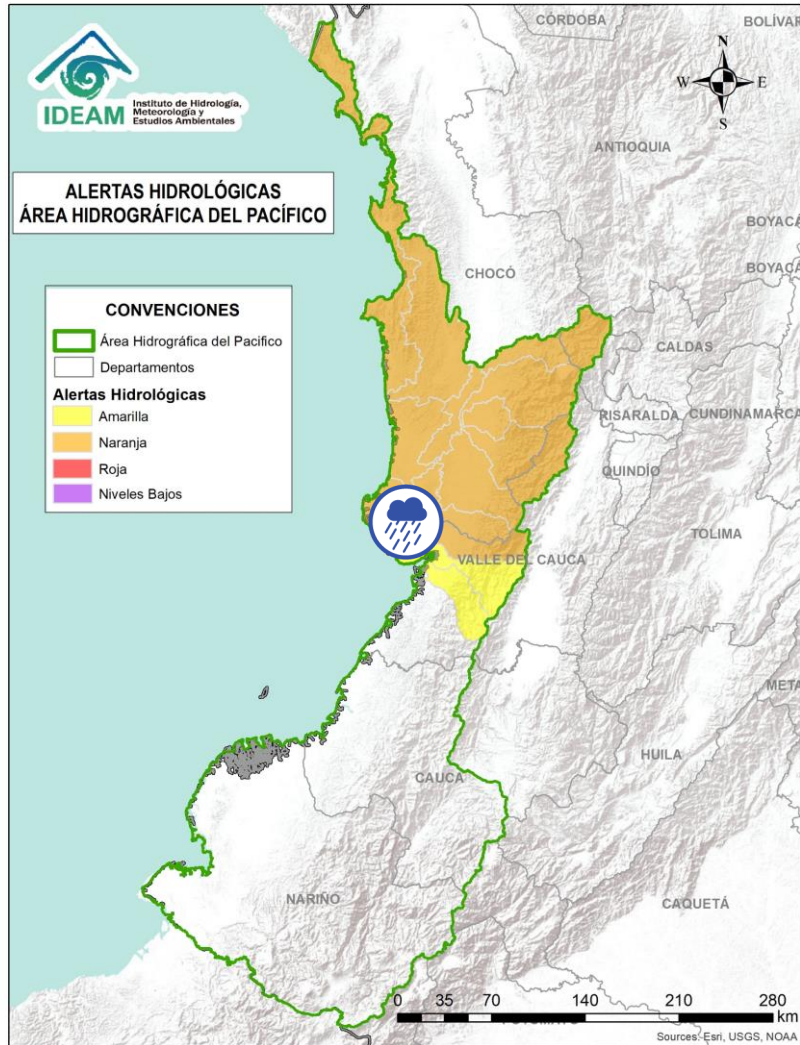 CÓRDOBA
BOLÍVAR
IDEAM
Instituto de Hidrología,
Meteorología y
Estudios Ambientales
N
W E
S
ANTIOQUIA
ALERTAS HIDROLÓGICAS
ÁREA HIDROGRÁFICA DEL PACÍFICO
BOYACÁ
BOYACÁ
CHOCÓ
CONVENCIONES
Área Hidrográfica del Pacifico
Departamentos
Alertas Hidrológicas
Amarilla
Naranja
Roja
Niveles Bajos
CALDAS
RISARALDA
CUNDINAMARCA
QUINDÍO
TOLIMA
VALLE DEL CAUCA
META
HUILA
CAUCA
NARIÑO
CAQUETÁ
0 35 70 140 210 280
km
Sources: Esri, USGS, NOAA